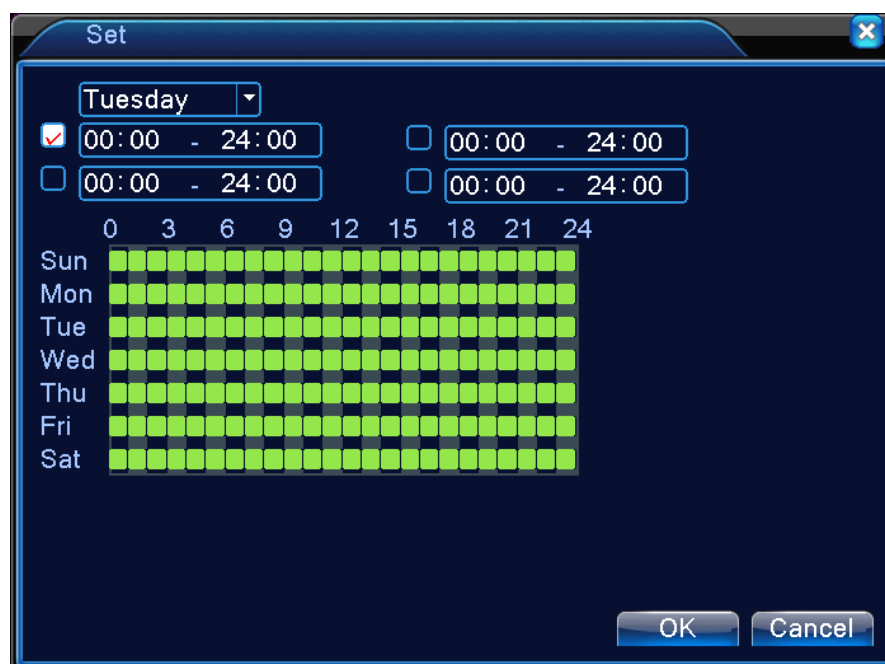 Set
Tuesday
00:00 - 24:00 00:00 - 24:00
00:00 - 24:00 00:00 - 24:00
0 3 6 9 12 15 18 21 24
Sun
Mon
Tue
Wed
Thu
Fri
Sat
OK Cancel